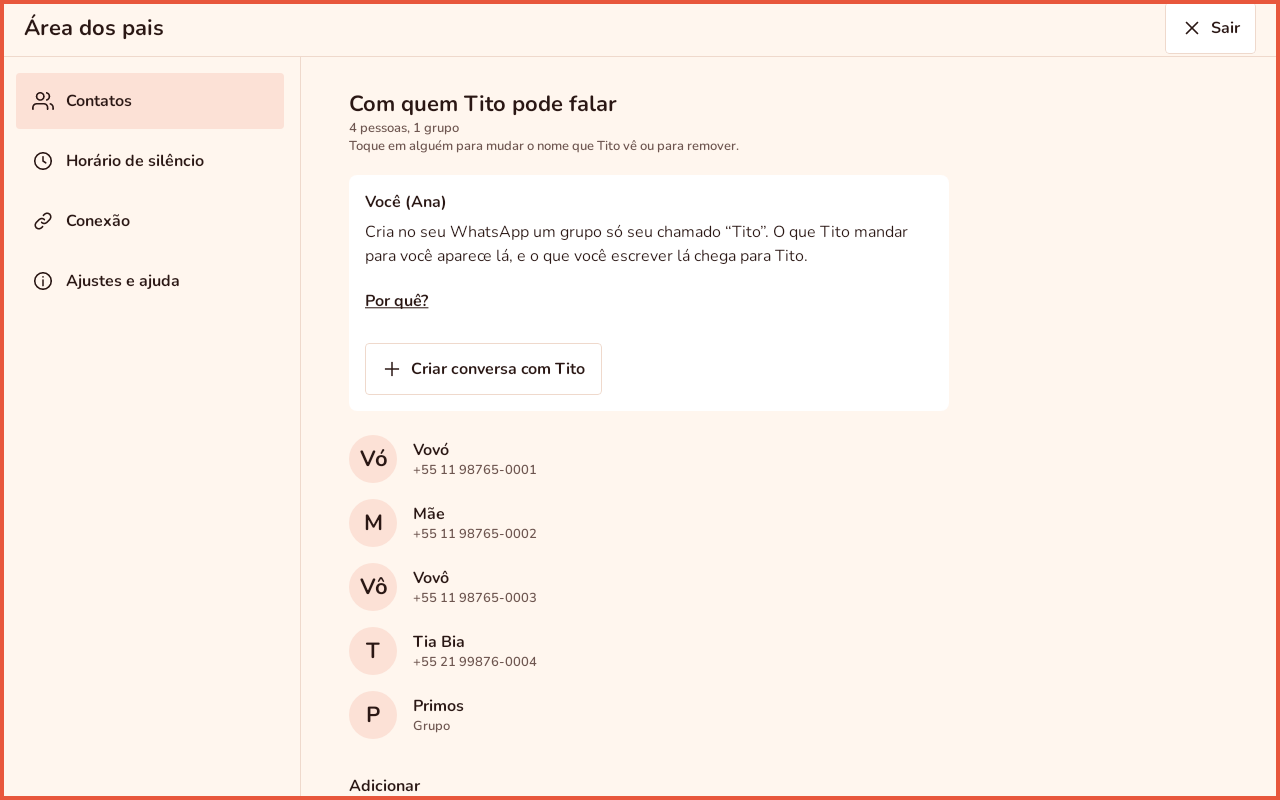 Área dos pais
Sair
Contatos
Horário de silêncio
Conexão
Ajustes e ajuda
Com quem Tito pode falar
4 pessoas, 1 grupo
Toque em alguém para mudar o nome que Tito vê ou para remover.
Você (Ana)
Cria no seu WhatsApp um grupo só seu chamado “Tito”. O que Tito mandar
para você aparece lá, e o que você escrever lá chega para Tito.
Por quê?
Criar conversa com Tito
Vó
Vovó
+55 11 98765-0001
M
Mãe
+55 11 98765-0002
Vô
Vovô
+55 11 98765-0003
T
Tia Bia
+55 21 99876-0004
P
Primos
Grupo
Adicionar